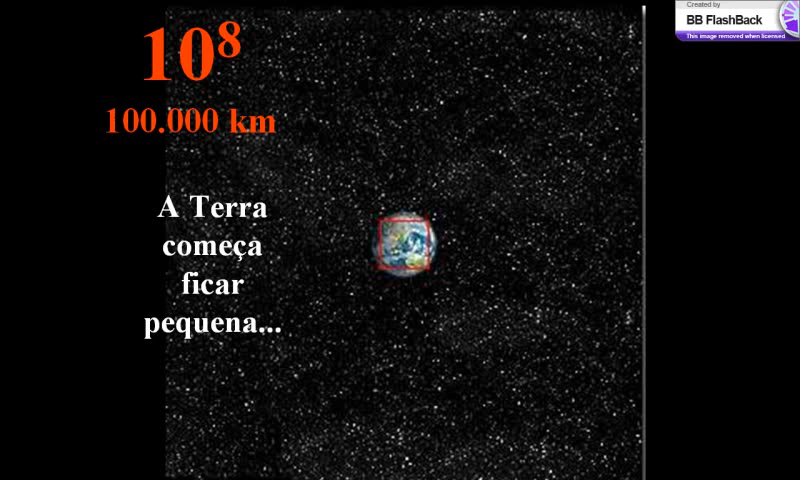 10⁸
100.000 km
A Terra
começa
ficar
pequena...
Created by
BB FlashBack
This image removed when licensed